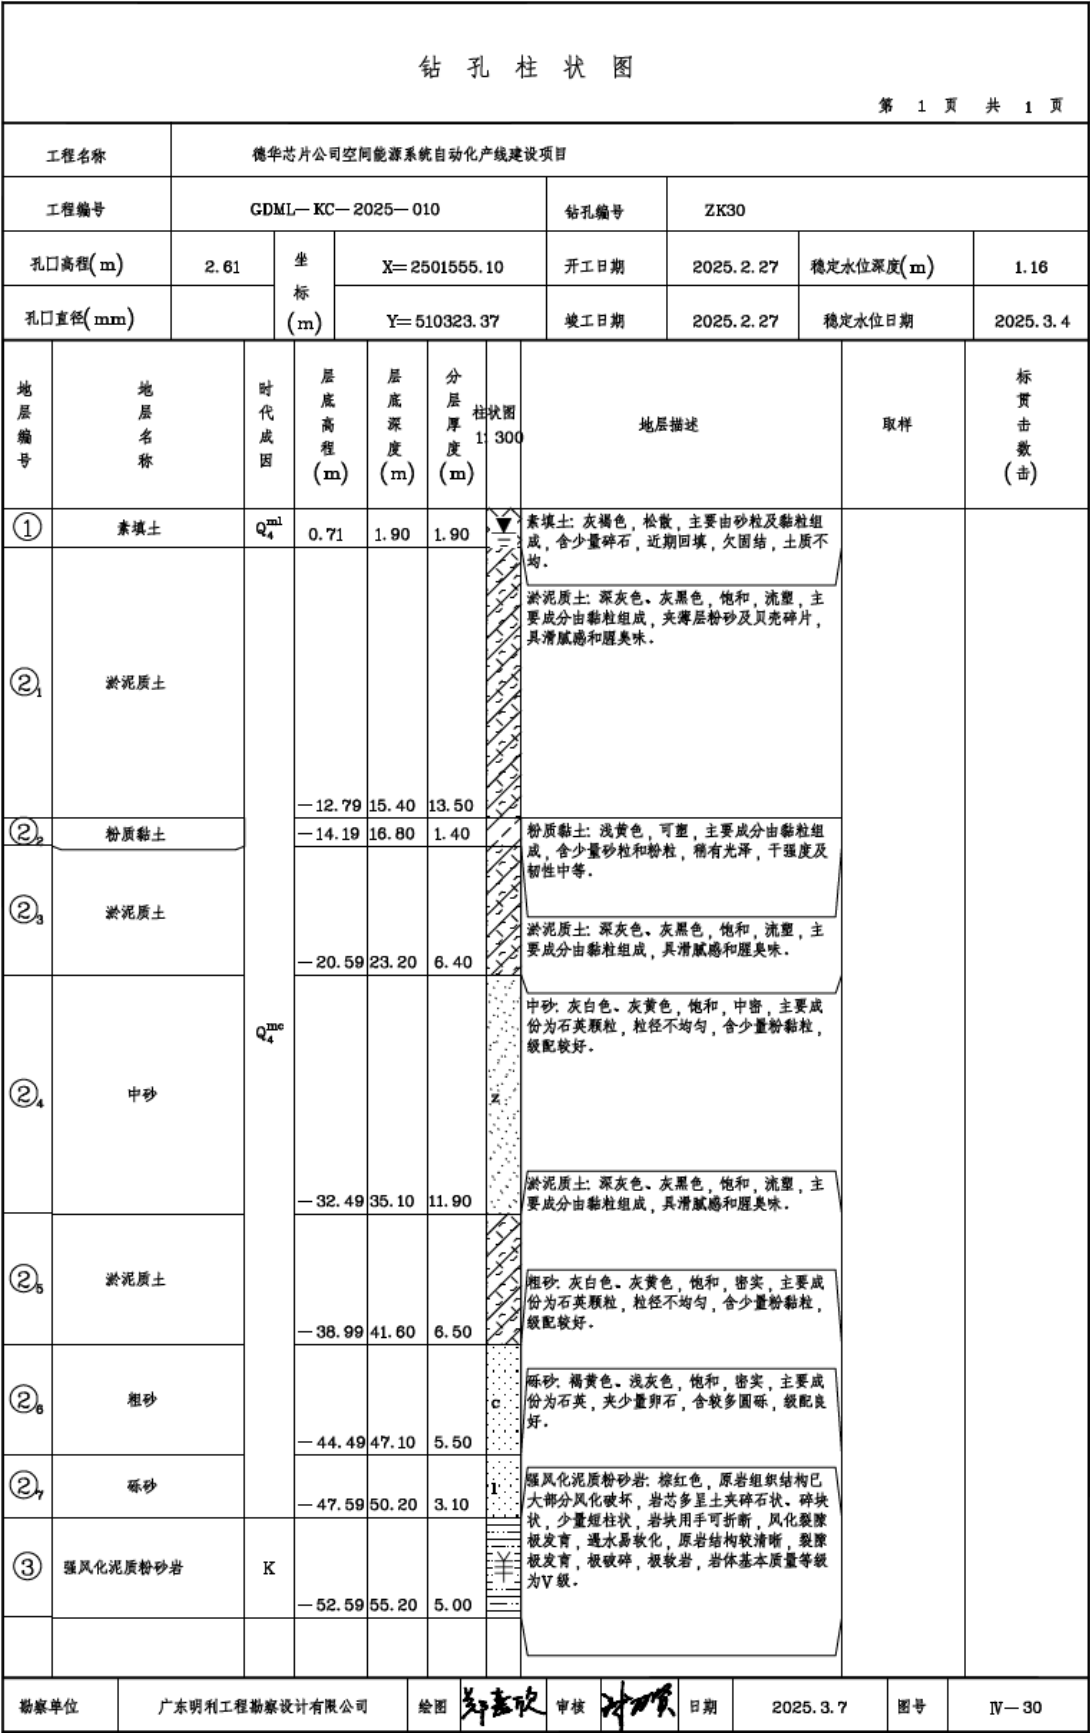 钻孔柱状图
第 1 页 共 1 页
工程名称 德华芯片公司空间能源系统自动化产线建设项目
工程编号 GDML—KC—2025—010 钻孔编号 ZK30
孔口高程(m) 2.61 坐标(m) X=2501555.10 开工日期 2025.2.27 稳定水位深度(m) 1.16
孔口直径(mm) Y=510323.37 竣工日期 2025.2.27 稳定水位日期 2025.3.4
地层编号 地层名称 时代成因 层底高程(m) 层底深度(m) 分层厚度(m) 柱状图 1:300 地层描述 取样 标贯击数(击)
① 素填土 Q4ml 0.71 1.90 1.90
素填土: 灰褐色, 松散, 主要由砂粒及黏粒组
成, 含少量碎石, 近期回填, 欠固结, 土质不
均.
②1 淤泥质土 —12.79 15.40 13.50
淤泥质土: 深灰色、灰黑色, 饱和, 流塑, 主
要成分由黏粒组成, 夹薄层粉砂及贝壳碎片,
具滑腻感和腥臭味.
②2 粉质黏土 —14.19 16.80 1.40
粉质黏土: 浅黄色, 可塑, 主要成分由黏粒组
成, 含少量砂粒和粉粒, 稍有光泽, 干强度及
韧性中等.
②3 淤泥质土 —20.59 23.20 6.40
淤泥质土: 深灰色、灰黑色, 饱和, 流塑, 主
要成分由黏粒组成, 具滑腻感和腥臭味.
Q4mc
②4 中砂 —32.49 35.10 11.90 z
中砂: 灰白色、灰黄色, 饱和, 中密, 主要成
份为石英颗粒, 粒径不均匀, 含少量粉黏粒,
级配较好.
②5 淤泥质土 —38.99 41.60 6.50
淤泥质土: 深灰色、灰黑色, 饱和, 流塑, 主
要成分由黏粒组成, 具滑腻感和腥臭味.
②6 粗砂 —44.49 47.10 5.50 c
粗砂: 灰白色、灰黄色, 饱和, 密实, 主要成
份为石英颗粒, 粒径不均匀, 含少量粉黏粒,
级配较好.
②7 砾砂 —47.59 50.20 3.10 l
砾砂: 褐黄色、浅灰色, 饱和, 密实, 主要成
份为石英, 夹少量卵石, 含较多圆砾, 级配良
好.
③ 强风化泥质粉砂岩 K —52.59 55.20 5.00
强风化泥质粉砂岩: 棕红色, 原岩组织结构已
大部分风化破坏, 岩芯多呈土夹碎石状、碎块
状, 少量短柱状, 岩块用手可折断, 风化裂隙
极发育, 遇水易软化, 原岩结构较清晰, 裂隙
极发育, 极破碎, 极软岩, 岩体基本质量等级
为V级.
勘察单位 广东明利工程勘察设计有限公司 绘图 郑嘉欣 审核 日期 2025.3.7 图号 Ⅳ—30